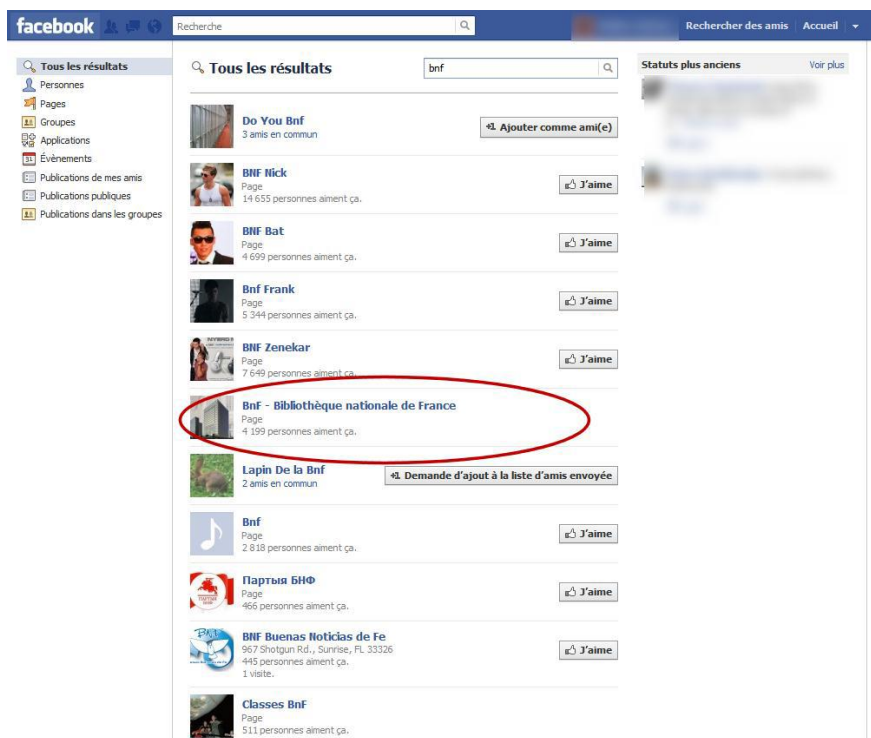 facebook
Recherche
Rechercher des amis
Accueil
Tous les résultats
Personnes
Pages
Groupes
Applications
Évènements
Publications de mes amis
Publications publiques
Publications dans les groupes
Tous les résultats
bnf
Do You Bnf
3 amis en commun
+1 Ajouter comme ami(e)
BNF Nick
Page
14 655 personnes aiment ça.
J'aime
BNF Bat
Page
4 699 personnes aiment ça.
J'aime
Bnf Frank
Page
5 344 personnes aiment ça.
J'aime
BNF Zenekar
Page
7 649 personnes aiment ça.
J'aime
BnF - Bibliothèque nationale de France
Page
4 199 personnes aiment ça.
Lapin De la Bnf
2 amis en commun
+1 Demande d'ajout à la liste d'amis envoyée
Bnf
Page
2 818 personnes aiment ça.
J'aime
Партыя БНФ
Page
466 personnes aiment ça.
J'aime
BNF Buenas Noticias de Fe
967 Shotgun Rd., Sunrise, FL 33326
445 personnes aiment ça.
1 visite.
J'aime
Classes BnF
Page
511 personnes aiment ça.
Statuts plus anciens
Voir plus